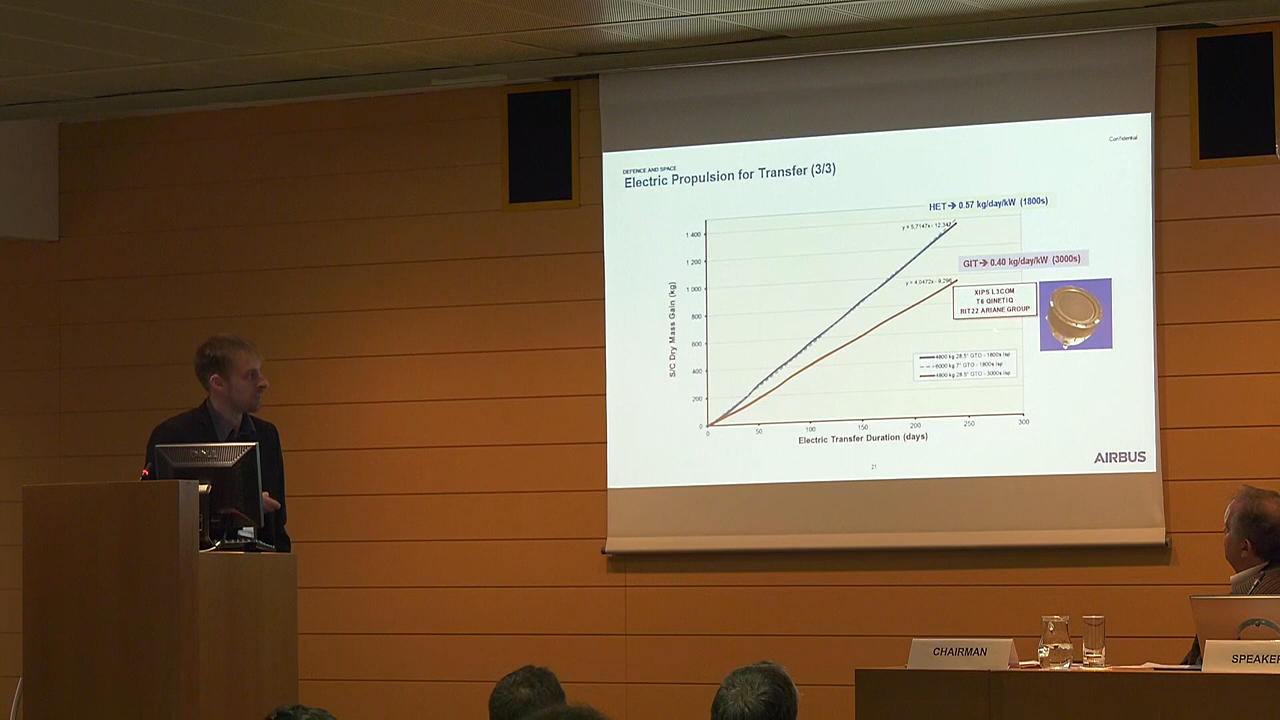 Confidential
DEFENCE AND SPACE
Electric Propulsion for Transfer (3/3)
HET➔ 0.57 kg/day/kW (1800s)
y = 5,7147x - 12,347
GIT➔ 0.40 kg/day/kW (3000s)
y = 4,0472x - 9,296
XIPS L3COM
T6 QINETIQ
RIT22 ARIANE GROUP
S/C Dry Mass Gain (kg)
1 400
1 200
1 000
800
600
400
200
0
4800 kg 28.5° GTO - 1800s Isp
6000 kg 7° GTO - 1800s Isp
4800 kg 28.5° GTO - 3000s Isp
0 50 100 150 200 250 300
Electric Transfer Duration (days)
21
AIRBUS
CHAIRMAN
SPEAKER